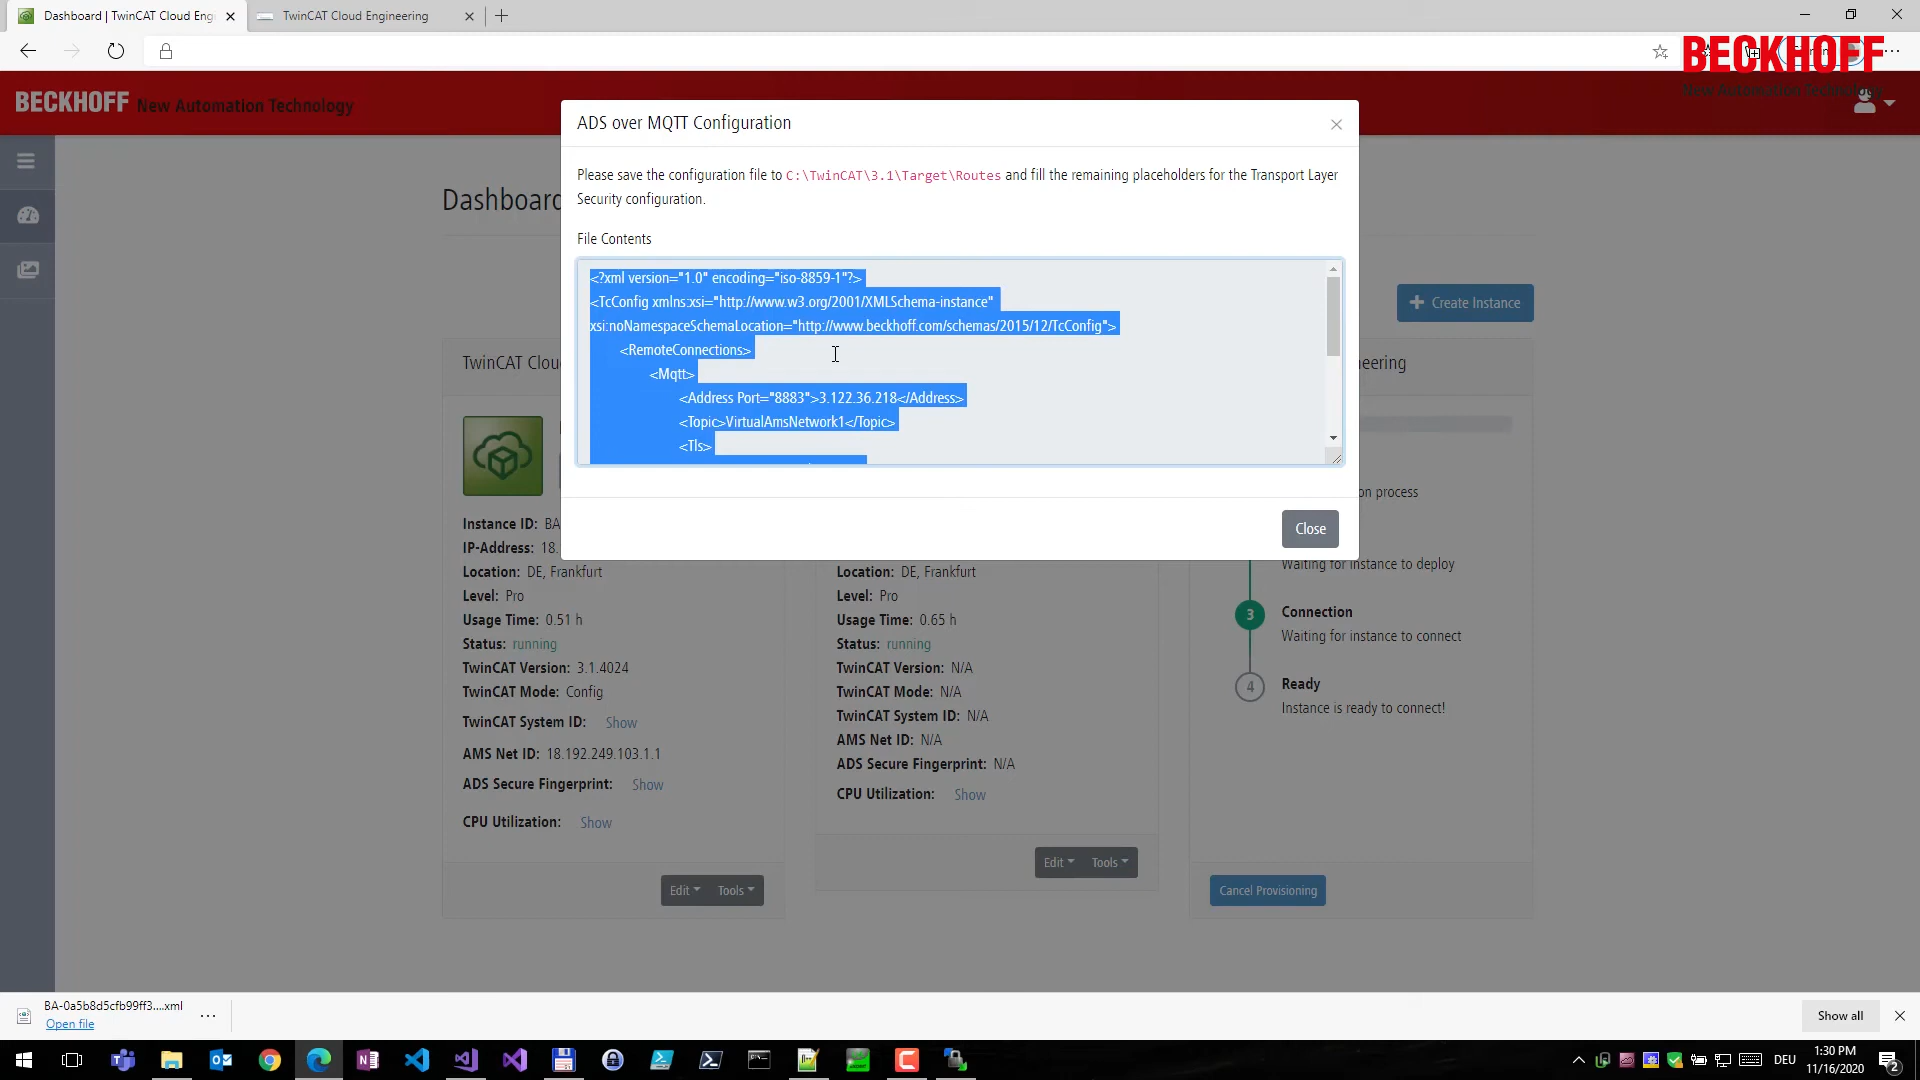 Dashboard | TwinCAT Cloud Eng
TwinCAT Cloud Engineering
BECKHOFF
New Automation Technology
BECKHOFF New Automation Technology
ADS over MQTT Configuration
Please save the configuration file to C:\TwinCAT\3.1\Target\Routes and fill the remaining placeholders for the Transport Layer
Security configuration.
File Contents
<?xml version="1.0" encoding="iso-8859-1"?>
<TcConfig xmlns:xsi="http://www.w3.org/2001/XMLSchema-instance"
xsi:noNamespaceSchemaLocation="http://www.beckhoff.com/schemas/2015/12/TcConfig">
<RemoteConnections>
<Mqtt>
<Address Port="8883">3.122.36.218</Address>
<Topic>VirtualAmsNetwork1</Topic>
<Tls>
Close
Dashboard
Create Instance
TwinCAT Clou
Instance ID: BA
IP-Address: 18.
Location: DE, Frankfurt
Level: Pro
Usage Time: 0.51 h
Status: running
TwinCAT Version: 3.1.4024
TwinCAT Mode: Config
TwinCAT System ID: Show
AMS Net ID: 18.192.249.103.1.1
ADS Secure Fingerprint: Show
CPU Utilization: Show
Edit Tools
Location: DE, Frankfurt
Level: Pro
Usage Time: 0.65 h
Status: running
TwinCAT Version: N/A
TwinCAT Mode: N/A
TwinCAT System ID: N/A
AMS Net ID: N/A
ADS Secure Fingerprint: N/A
CPU Utilization: Show
Edit Tools
eering
on process
Waiting for instance to deploy
3 Connection
Waiting for instance to connect
4 Ready
Instance is ready to connect!
Cancel Provisioning
BA-0a5b8d5cfb99ff3....xml
Open file
Show all
DEU
1:30 PM
11/16/2020
2